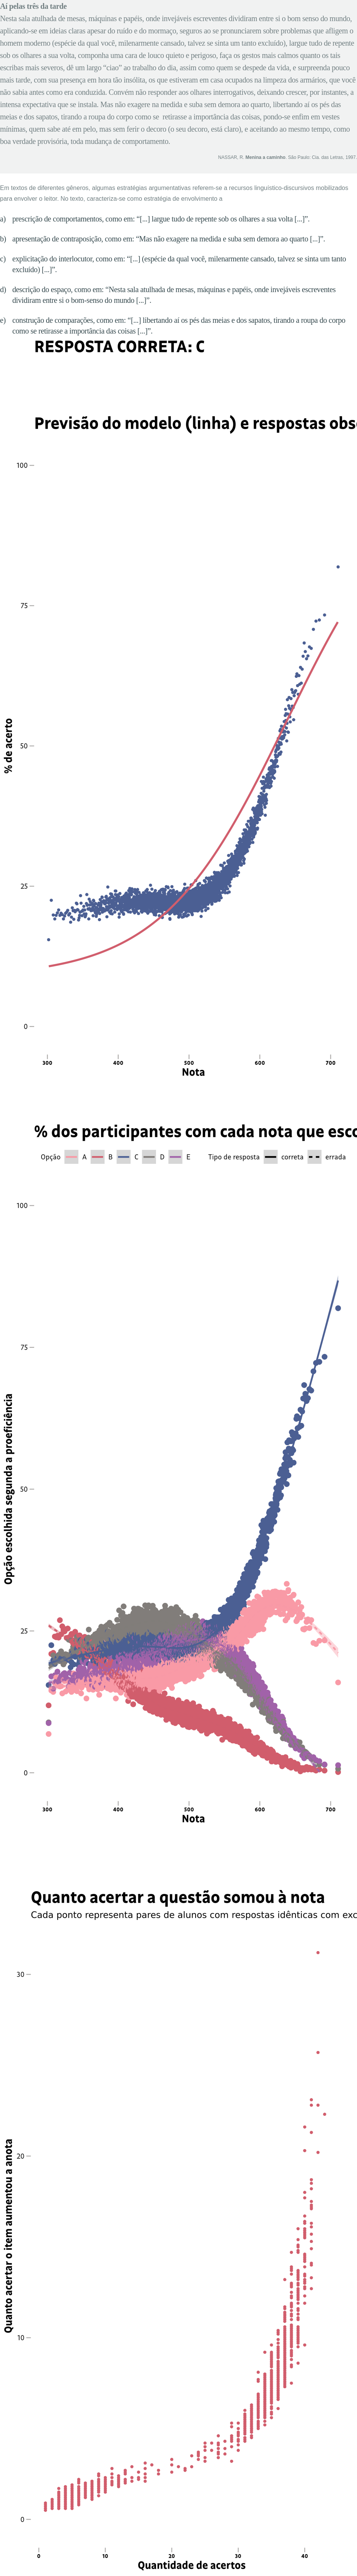 Aí pelas três da tarde
Nesta sala atulhada de mesas, máquinas e papéis, onde invejáveis escreventes dividiram entre si o bom senso do mundo,
aplicando-se em ideias claras apesar do ruído e do mormaço, seguros ao se pronunciarem sobre problemas que afligem o
homem moderno (espécie da qual você, milenarmente cansado, talvez se sinta um tanto excluído), largue tudo de repente
sob os olhares a sua volta, componha uma cara de louco quieto e perigoso, faça os gestos mais calmos quanto os tais
escribas mais severos, dê um largo “ciao” ao trabalho do dia, assim como quem se despede da vida, e surpreenda pouco
mais tarde, com sua presença em hora tão insólita, os que estiveram em casa ocupados na limpeza dos armários, que você
não sabia antes como era conduzida. Convém não responder aos olhares interrogativos, deixando crescer, por instantes, a
intensa expectativa que se instala. Mas não exagere na medida e suba sem demora ao quarto, libertando aí os pés das
meias e dos sapatos, tirando a roupa do corpo como se retirasse a importância das coisas, pondo-se enfim em vestes
mínimas, quem sabe até em pelo, mas sem ferir o decoro (o seu decoro, está claro), e aceitando ao mesmo tempo, como
boa verdade provisória, toda mudança de comportamento.
NASSAR, R. Menina a caminho. São Paulo: Cia. das Letras, 1997.
Em textos de diferentes gêneros, algumas estratégias argumentativas referem-se a recursos linguístico-discursivos mobilizados
para envolver o leitor. No texto, caracteriza-se como estratégia de envolvimento a
a) prescrição de comportamentos, como em: “[...] largue tudo de repente sob os olhares a sua volta [...]”.
b) apresentação de contraposição, como em: “Mas não exagere na medida e suba sem demora ao quarto [...]”.
c) explicitação do interlocutor, como em: “[...] (espécie da qual você, milenarmente cansado, talvez se sinta um tanto
excluído) [...]”.
d) descrição do espaço, como em: “Nesta sala atulhada de mesas, máquinas e papéis, onde invejáveis escreventes
dividiram entre si o bom-senso do mundo [...]”.
e) construção de comparações, como em: “[...] libertando aí os pés das meias e dos sapatos, tirando a roupa do corpo
como se retirasse a importância das coisas [...]”.
RESPOSTA CORRETA: C
Previsão do modelo (linha) e respostas obs
100
75
50
25
0
% de acerto
300 400 500 600 700
Nota
% dos participantes com cada nota que esco
Opção A B C D E Tipo de resposta correta errada
100
75
50
25
0
Opção escolhida segunda a proeficiência
300 400 500 600 700
Nota
Quanto acertar a questão somou à nota
Cada ponto representa pares de alunos com respostas idênticas com exc
30
20
10
0
Quanto acertar o item aumentou a anota
0 10 20 30 40
Quantidade de acertos